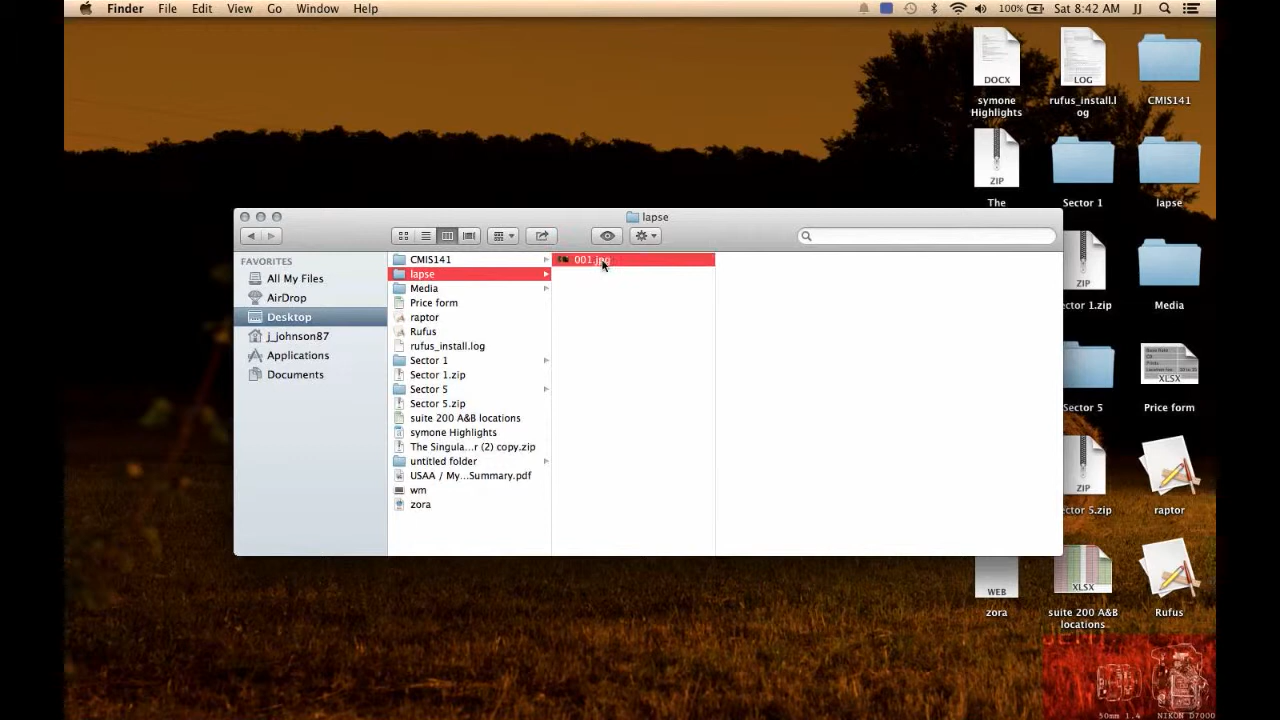 Finder File Edit View Go Window Help 100% Sat 8:42 AM JJ
DOCX
symone
Highlights
LOG
rufus_install.l
og
CMIS141
ZIP
The
Sector 1
lapse
ZIP
ector 1.zip
Media
Sector 5
XLSX
Price form
ZIP
ector 5.zip
raptor
WEB
zora
XLSX
suite 200 A&B
locations
Rufus
50mm 1.4 NIKON D7000
lapse
FAVORITES
All My Files
AirDrop
Desktop
j_johnson87
Applications
Documents
CMIS141
lapse
Media
Price form
raptor
Rufus
rufus_install.log
Sector 1
Sector 1.zip
Sector 5
Sector 5.zip
suite 200 A&B locations
symone Highlights
The Singula...r (2) copy.zip
untitled folder
USAA / My...Summary.pdf
wm
zora
001.jpg